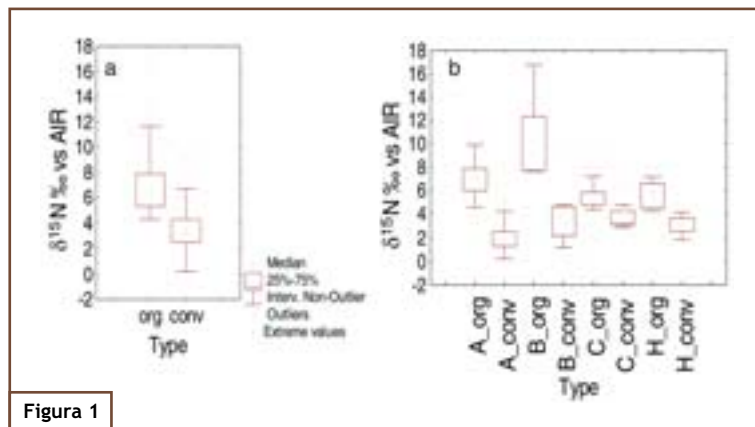 a
18
16
14
12
10
8
6
4
2
0
-2
δ¹⁵N ‰ vs AIR
org conv
Type
Median
25%-75%
Interv. Non-Outlier
Outliers
Extreme values
b
18
16
14
12
10
8
6
4
2
0
-2
δ¹⁵N ‰ vs AIR
A_org
A_conv
B_org
B_conv
C_org
C_conv
H_org
H_conv
Type
Figura 1